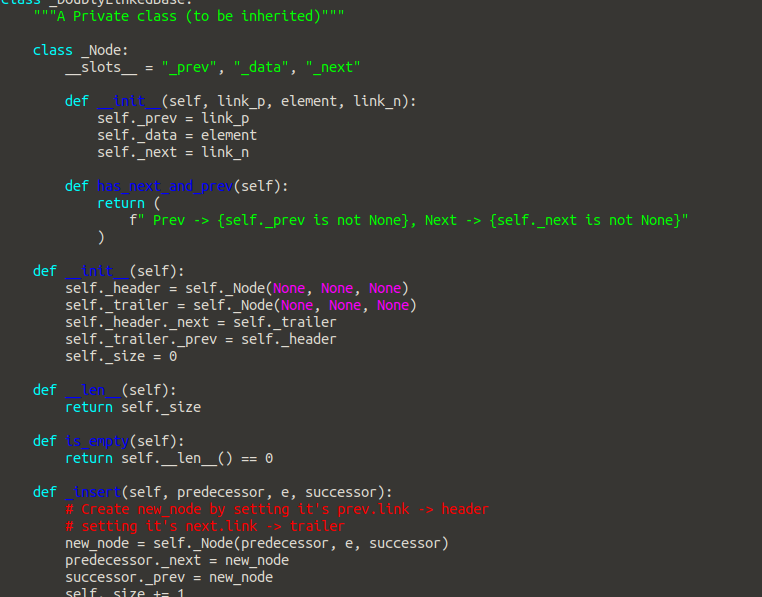 class _DoublyLinkedBase:
    """A Private class (to be inherited)"""
    class _Node:
        __slots__ = "_prev", "_data", "_next"
        def __init__(self, link_p, element, link_n):
            self._prev = link_p
            self._data = element
            self._next = link_n
        def has_next_and_prev(self):
            return (
                f" Prev -> {self._prev is not None}, Next -> {self._next is not None}"
            )
    def __init__(self):
        self._header = self._Node(None, None, None)
        self._trailer = self._Node(None, None, None)
        self._header._next = self._trailer
        self._trailer._prev = self._header
        self._size = 0
    def __len__(self):
        return self._size
    def is_empty(self):
        return self.__len__() == 0
    def _insert(self, predecessor, e, successor):
        # Create new_node by setting it's prev.link -> header
        # setting it's next.link -> trailer
        new_node = self._Node(predecessor, e, successor)
        predecessor._next = new_node
        successor._prev = new_node
        self._size += 1